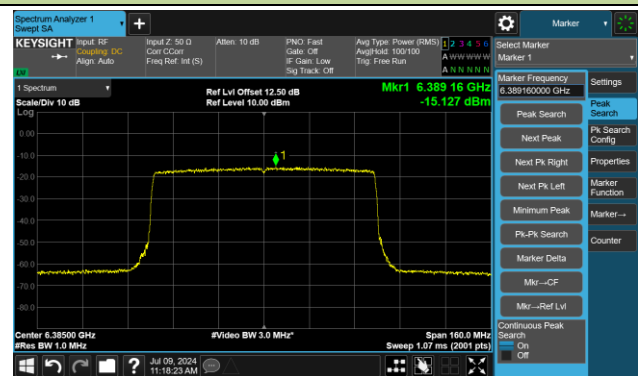 Spectrum Analyzer 1
Swept SA
+
Marker
KEYSIGHT
Input: RF
Coupling: DC
Align: Auto
Input Z: 50 Ω
Corr CCorr
Freq Ref: Int (S)
Atten: 10 dB
PNO: Fast
Gate: Off
IF Gain: Low
Sig Track: Off
Avg Type: Power (RMS)
Avg|Hold: 100/100
Trig: Free Run
1 2 3 4 5 6
A W W W W W
A N N N N N
LXI
Select Marker
Marker 1
1 Spectrum
Scale/Div 10 dB
Log
Ref Lvl Offset 12.50 dB
Ref Level 10.00 dBm
Mkr1 6.389 16 GHz
-15.127 dBm
0.00
-10.0
-20.0
-30.0
-40.0
-50.0
-60.0
-70.0
-80.0
1
Center 6.38500 GHz
#Res BW 1.0 MHz
#Video BW 3.0 MHz*
Span 160.0 MHz
Sweep 1.07 ms (2001 pts)
Marker Frequency
6.389160000 GHz
Peak Search
Next Peak
Next Pk Right
Next Pk Left
Minimum Peak
Pk-Pk Search
Marker Delta
Mkr→CF
Mkr→Ref Lvl
Continuous Peak
Search
On
Off
Settings
Peak
Search
Pk Search
Config
Properties
Marker
Function
Marker→
Counter
?
Jul 09, 2024
11:18:23 AM